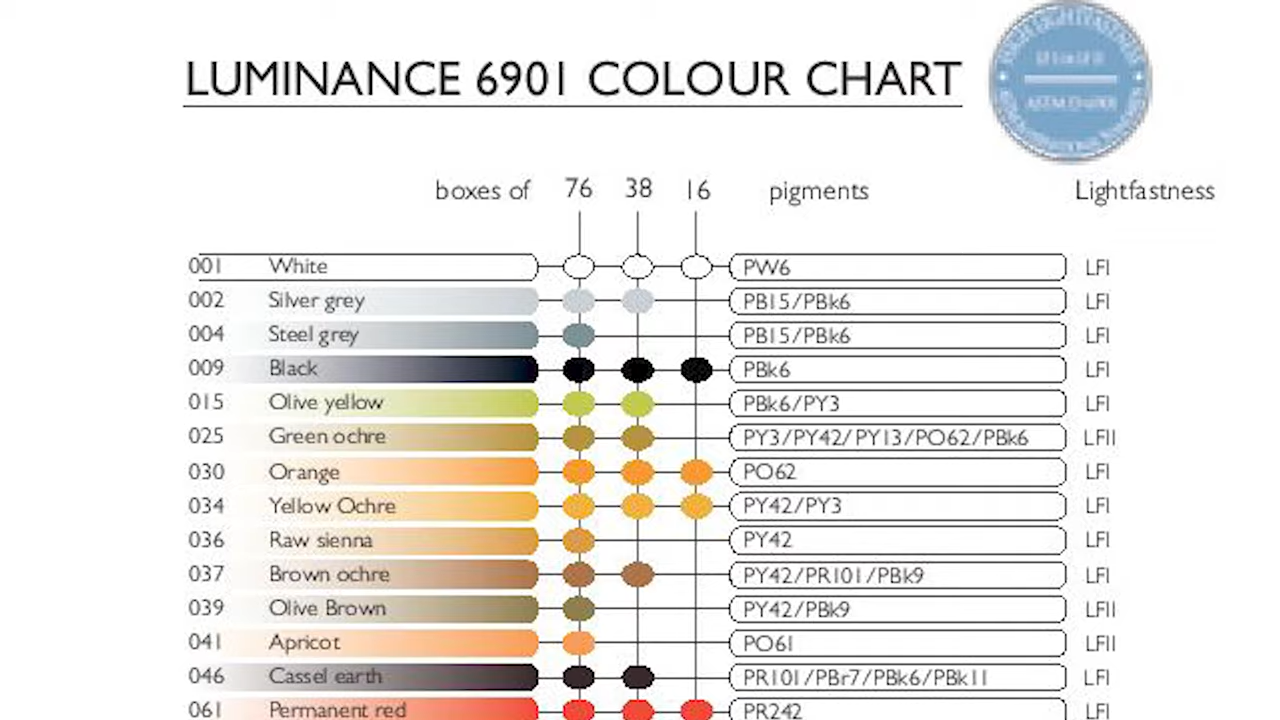 HIGH LIGHTFASTNESS
LUMINANCE 6901 COLOUR CHART
boxes of 76 38 16 pigments Lightfastness
001 White PW6 LFI
002 Silver grey PB15/PBk6 LFI
004 Steel grey PB15/PBk6 LFI
009 Black PBk6 LFI
015 Olive yellow PBk6/PY3 LFI
025 Green ochre PY3/PY42/PY13/PO62/PBk6 LFII
030 Orange PO62 LFI
034 Yellow Ochre PY42/PY3 LFI
036 Raw sienna PY42 LFI
037 Brown ochre PY42/PR101/PBk9 LFI
039 Olive Brown PY42/PBk9 LFII
041 Apricot PO61 LFII
046 Cassel earth PR101/PBr7/PBk6/PBk11 LFI
061 Permanent red PR242 LFI